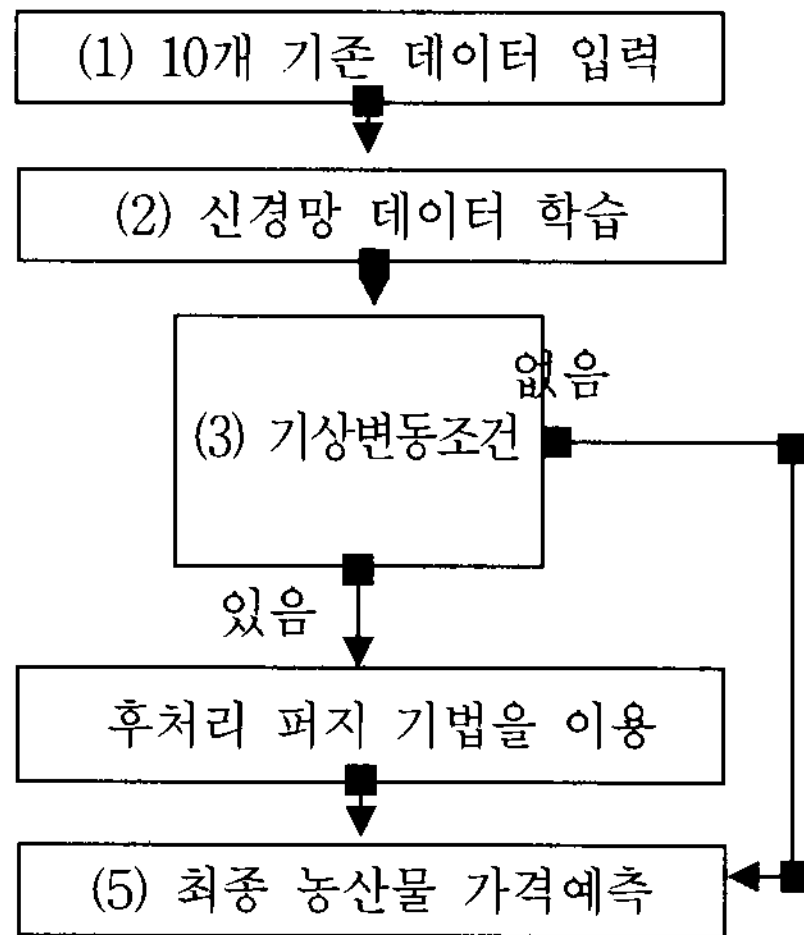 (1) 10개 기존 데이터 입력
(2) 신경망 데이터 학습
없음
(3) 기상변동조건
있음
후처리 퍼지 기법을 이용
(5) 최종 농산물 가격예측